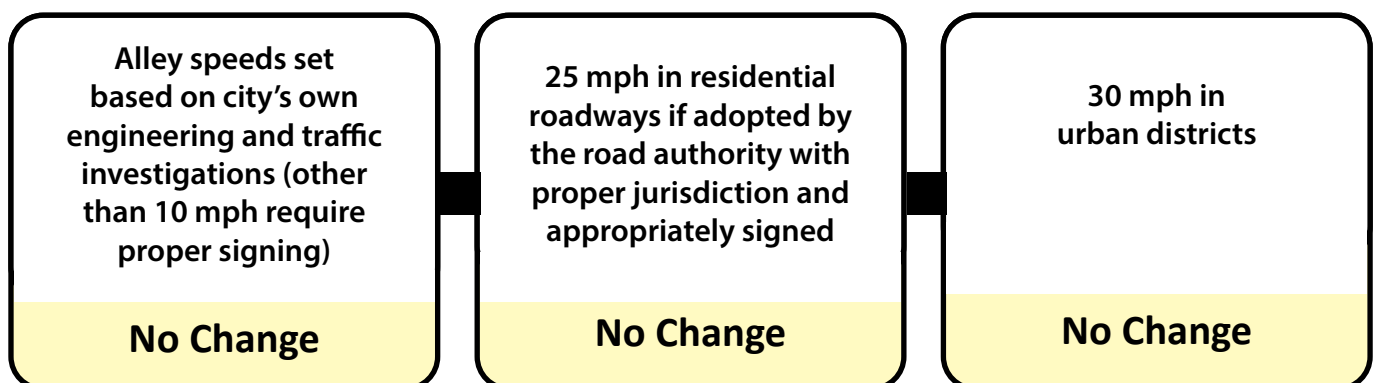 Alley speeds set
based on city’s own
engineering and traffic
investigations (other
than 10 mph require
proper signing)
No Change
25 mph in residential
roadways if adopted by
the road authority with
proper jurisdiction and
appropriately signed
No Change
30 mph in
urban districts
No Change